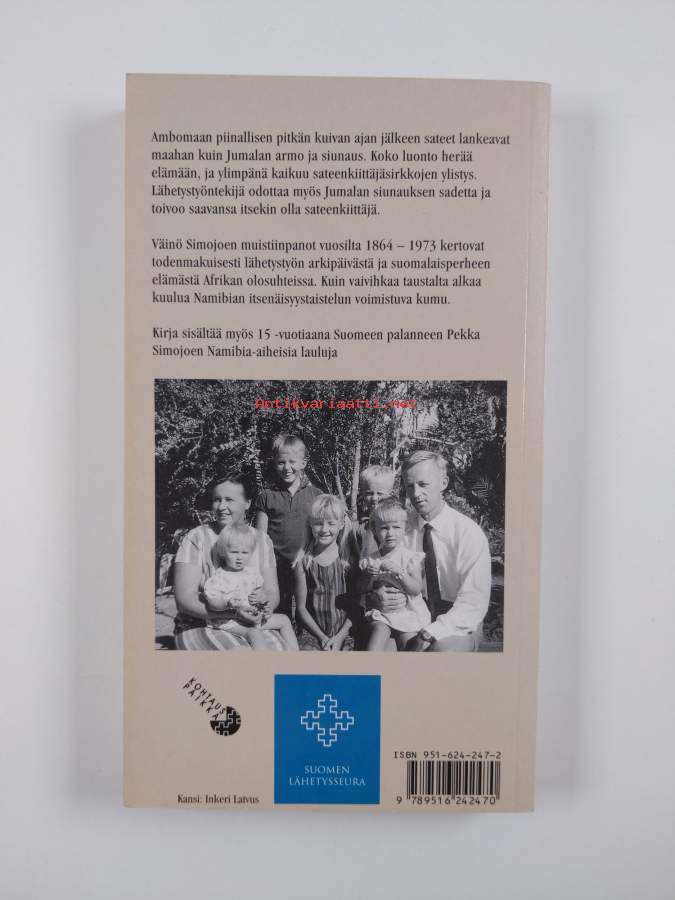 Ambomaan piinallisen pitkän kuivan ajan jälkeen sateet lankeavat
maahan kuin Jumalan armo ja siunaus. Koko luonto herää
elämään, ja ylimpänä kaikuu sateenkiittäjäsirkkojen ylistys.
Lähetystyöntekijä odottaa myös Jumalan siunauksen sadetta ja
toivoo saavansa itsekin olla sateenkiittäjä.
Väinö Simojoen muistiinpanot vuosilta 1864 – 1973 kertovat
todenmakuisesti lähetystyön arkipäivästä ja suomalaisperheen
elämästä Afrikan olosuhteissa. Kuin vaivihkaa taustalta alkaa
kuulua Namibian itsenäisyystaistelun voimistuva kumu.
Kirja sisältää myös 15 -vuotiaana Suomeen palanneen Pekka
Simojoen Namibia-aiheisia lauluja
Antikvariaatti.net
KOHTAUS
PAIKKA
SUOMEN
LÄHETYSSEURA
Kansi: Inkeri Latvus
ISBN 951-624-247-2
9 789516 242470